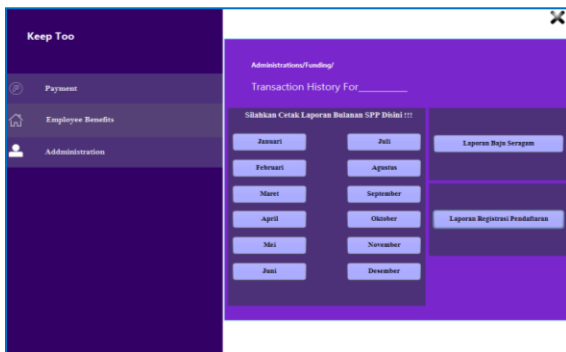 Keep Too
Payment
Employee Benefits
Addministration
Administrations/Funding/
Transaction History For_________
Silahkan Cetak Laporan Bulanan SPP Disini !!!
Januari
Juli
Februari
Agustus
Maret
September
April
Oktober
Mei
November
Juni
Desember
Laporan Baju Seragam
Laporan Registrasi Pendaftaran